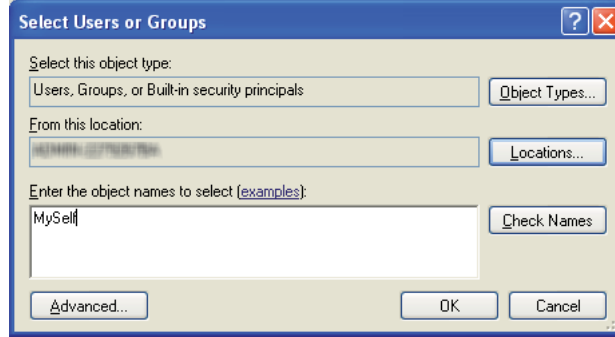 Select Users or Groups
Select this object type:
Users, Groups, or Built-in security principals
Object Types...
From this location:
Locations...
Enter the object names to select (examples):
MySelf
Check Names
Advanced...
OK
Cancel